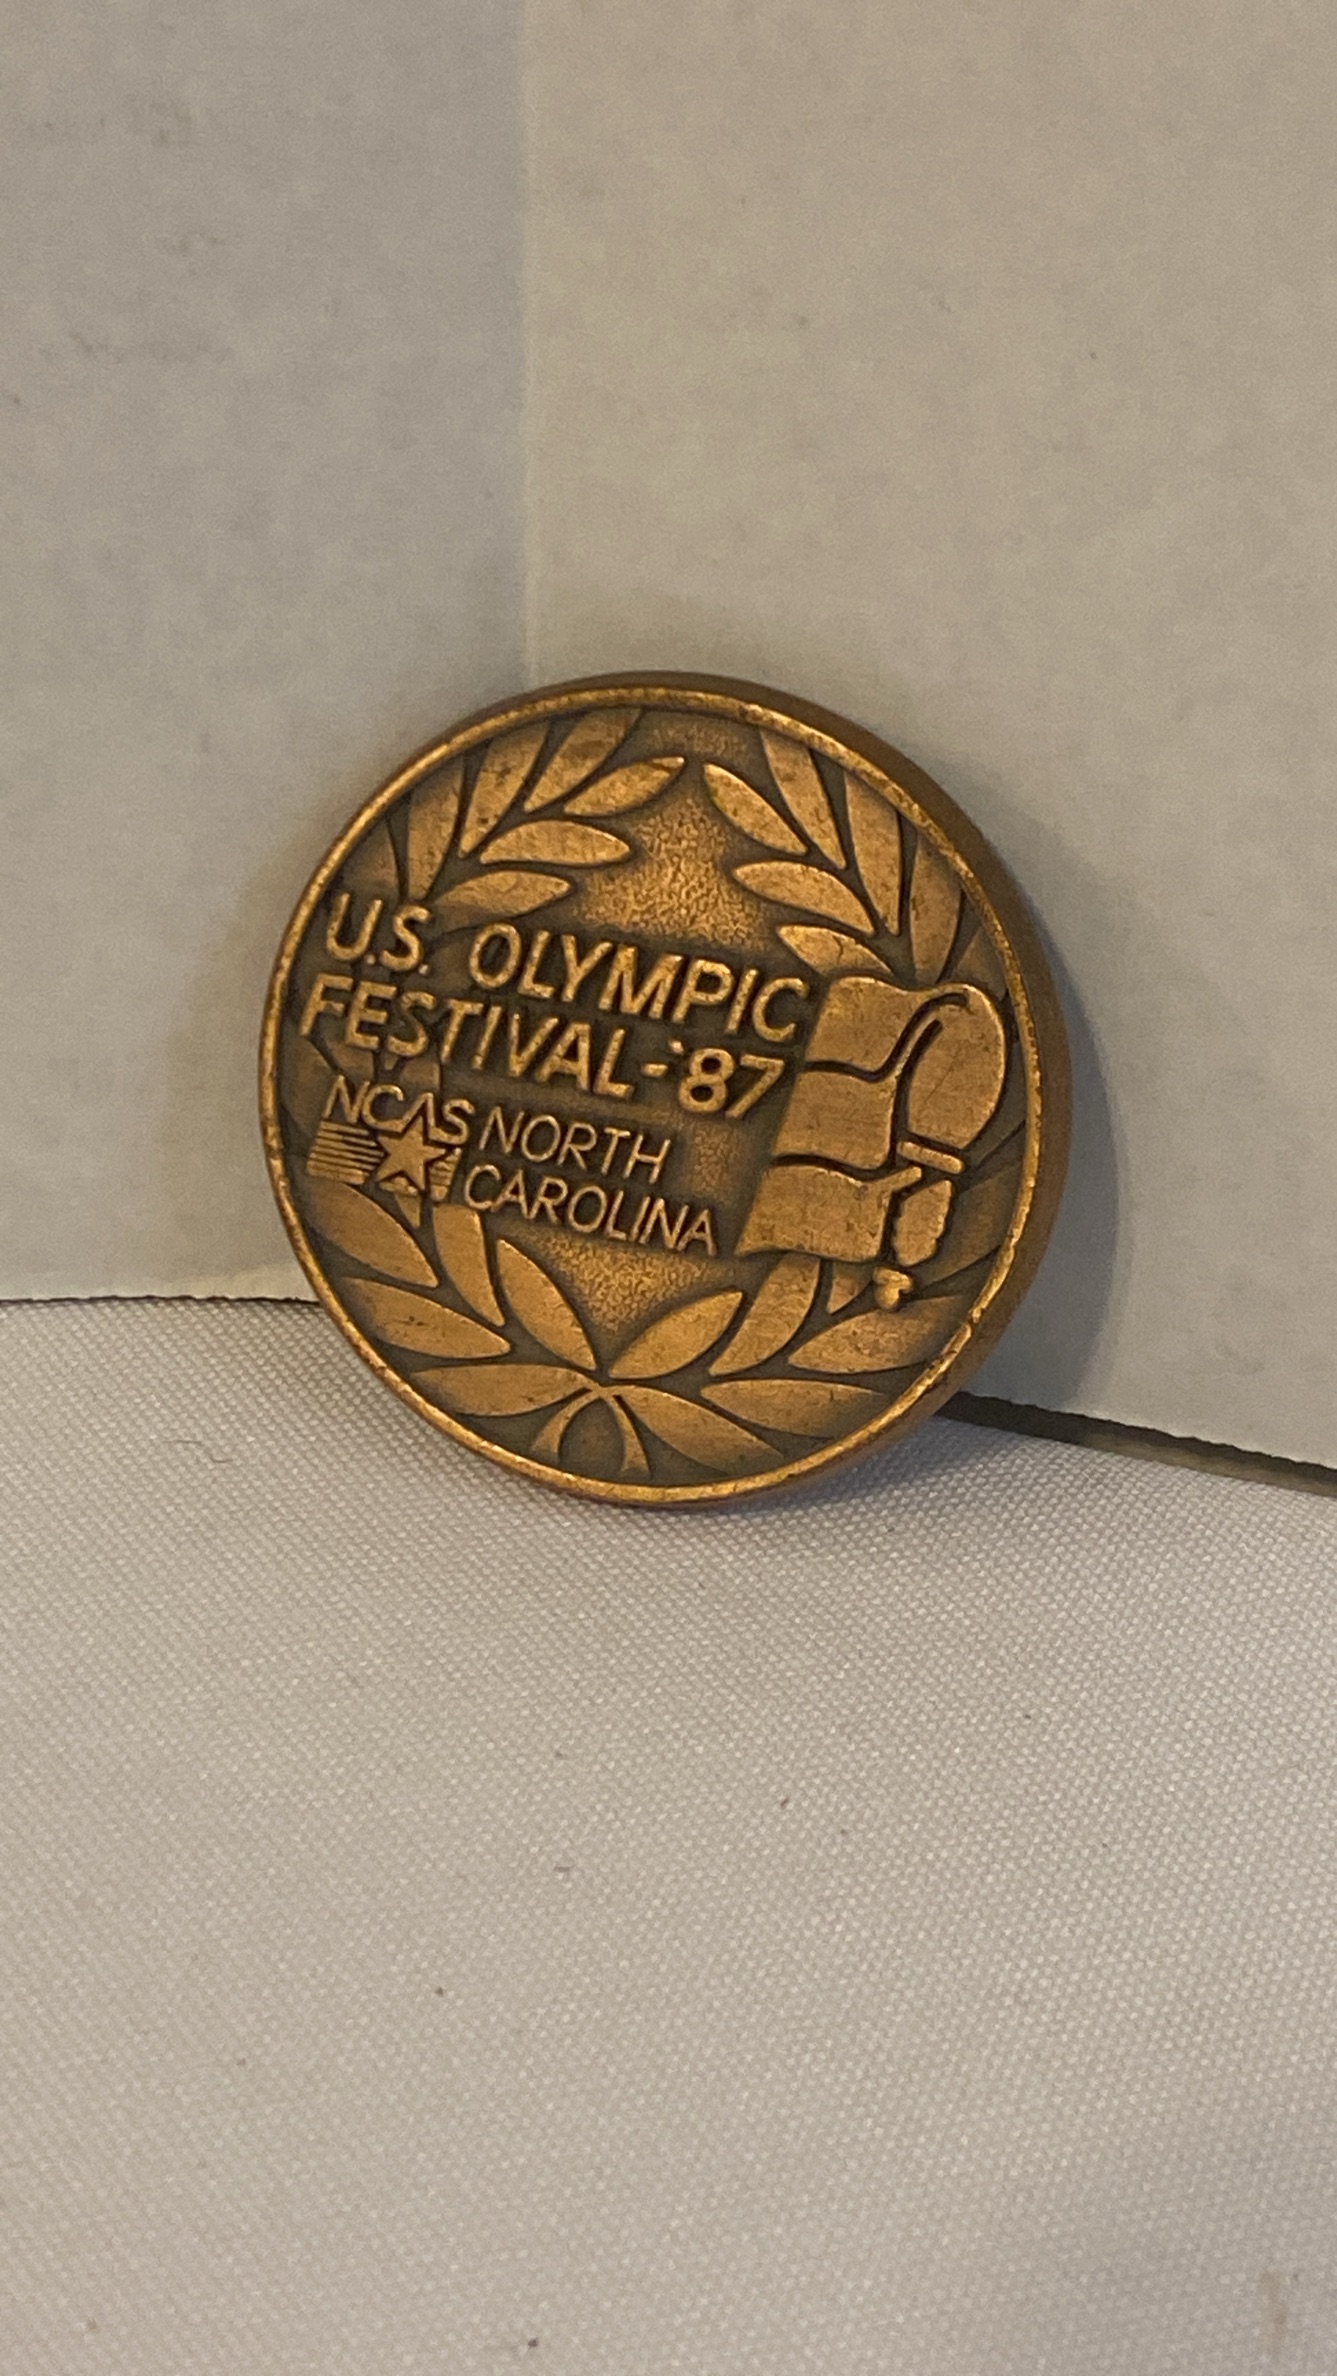 U.S. OLYMPIC
FESTIVAL-'87
NCAS NORTH
CAROLINA